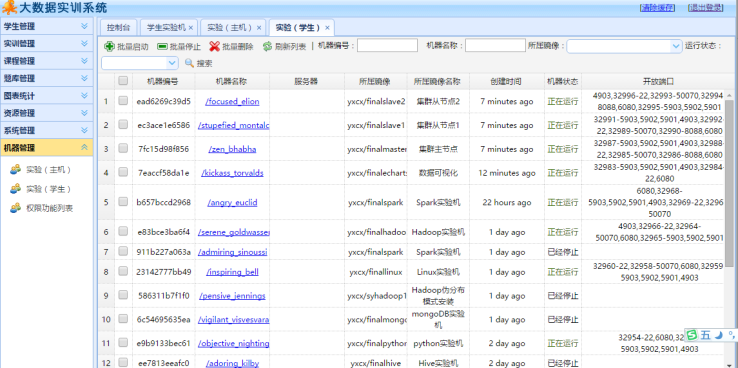 大数据实训系统
[清除缓存] [退出登录]
学生管理
实训管理
课程管理
题库管理
图表统计
资源管理
系统管理
机器管理
实验（主机）
实验（学生）
权限功能列表
控制台 学生实验机 × 实验（主机） × 实验（学生） ×
批量启动 批量停止 批量删除 刷新列表 | 机器编号： 机器名称： 所属镜像： 运行状态：
搜索
机器编号 机器名称 服务器 所属镜像 所属镜像名称 创建时间 机器状态 开放端口
1 ead6269c39d5 /focused_elion yxcx/finalslave2 集群从节点2 7 minutes ago 正在运行 4903,32996-22,32993-50070,32994-
8088,6080,32995-5903,5902,5901
2 ec3ace1e6586 /stupefied_montalc yxcx/finalslave1 集群从节点1 7 minutes ago 正在运行 32991-5903,5902,5901,4903,32992-
22,32989-50070,32990-8088,6080
3 7fc15d98f856 /zen_bhabha yxcx/finalmaster 集群主节点 7 minutes ago 正在运行 32987-5903,5902,5901,4903,32988-
22,32985-50070,32986-8088,6080
4 7eaccf58da1e /kickass_torvalds yxcx/finalechart: 数据可视化 12 minutes ago 正在运行 32983-5903,5902,5901,4903,32984-
22,6080
5 b657bccd2968 /angry_euclid yxcx/finalspark Spark实验机 22 hours ago 正在运行 6080,32968-
5903,5902,5901,4903,32969-22,3296
50070
6 e83bce3ba6f4 /serene_goldwasser yxcx/finalhadoo Hadoop实验机 1 day ago 正在运行 4903,32966-22,32964-
50070,6080,32965-5903,5902,5901
7 911b227a063a /admiring_sinoussi yxcx/finalspark Spark实验机 1 day ago 已经停止
8 23142777bb49 /inspiring_bell yxcx/finallinux Linux实验机 1 day ago 正在运行 32960-22,32958-50070,6080,32959
5903,5902,5901,4903
9 586311b7f1f0 /pensive_jennings yxcx/syhadoop1 Hadoop伪分布
模式安装 1 day ago 已经停止
10 6c54695635ea /vigilant_visvesvara yxcx/finalmongo mongoDB实验
机 1 day ago 已经停止
11 e9b9133bec61 /objective_nighting yxcx/finalpython python实验机 2 day ago 正在运行 32954-22,6080,32
5903,5902,5901,4903
12 ee7813eeafc0 /adoring_kilby yxcx/finalhive Hive实验机 2 day ago 已经停止
五